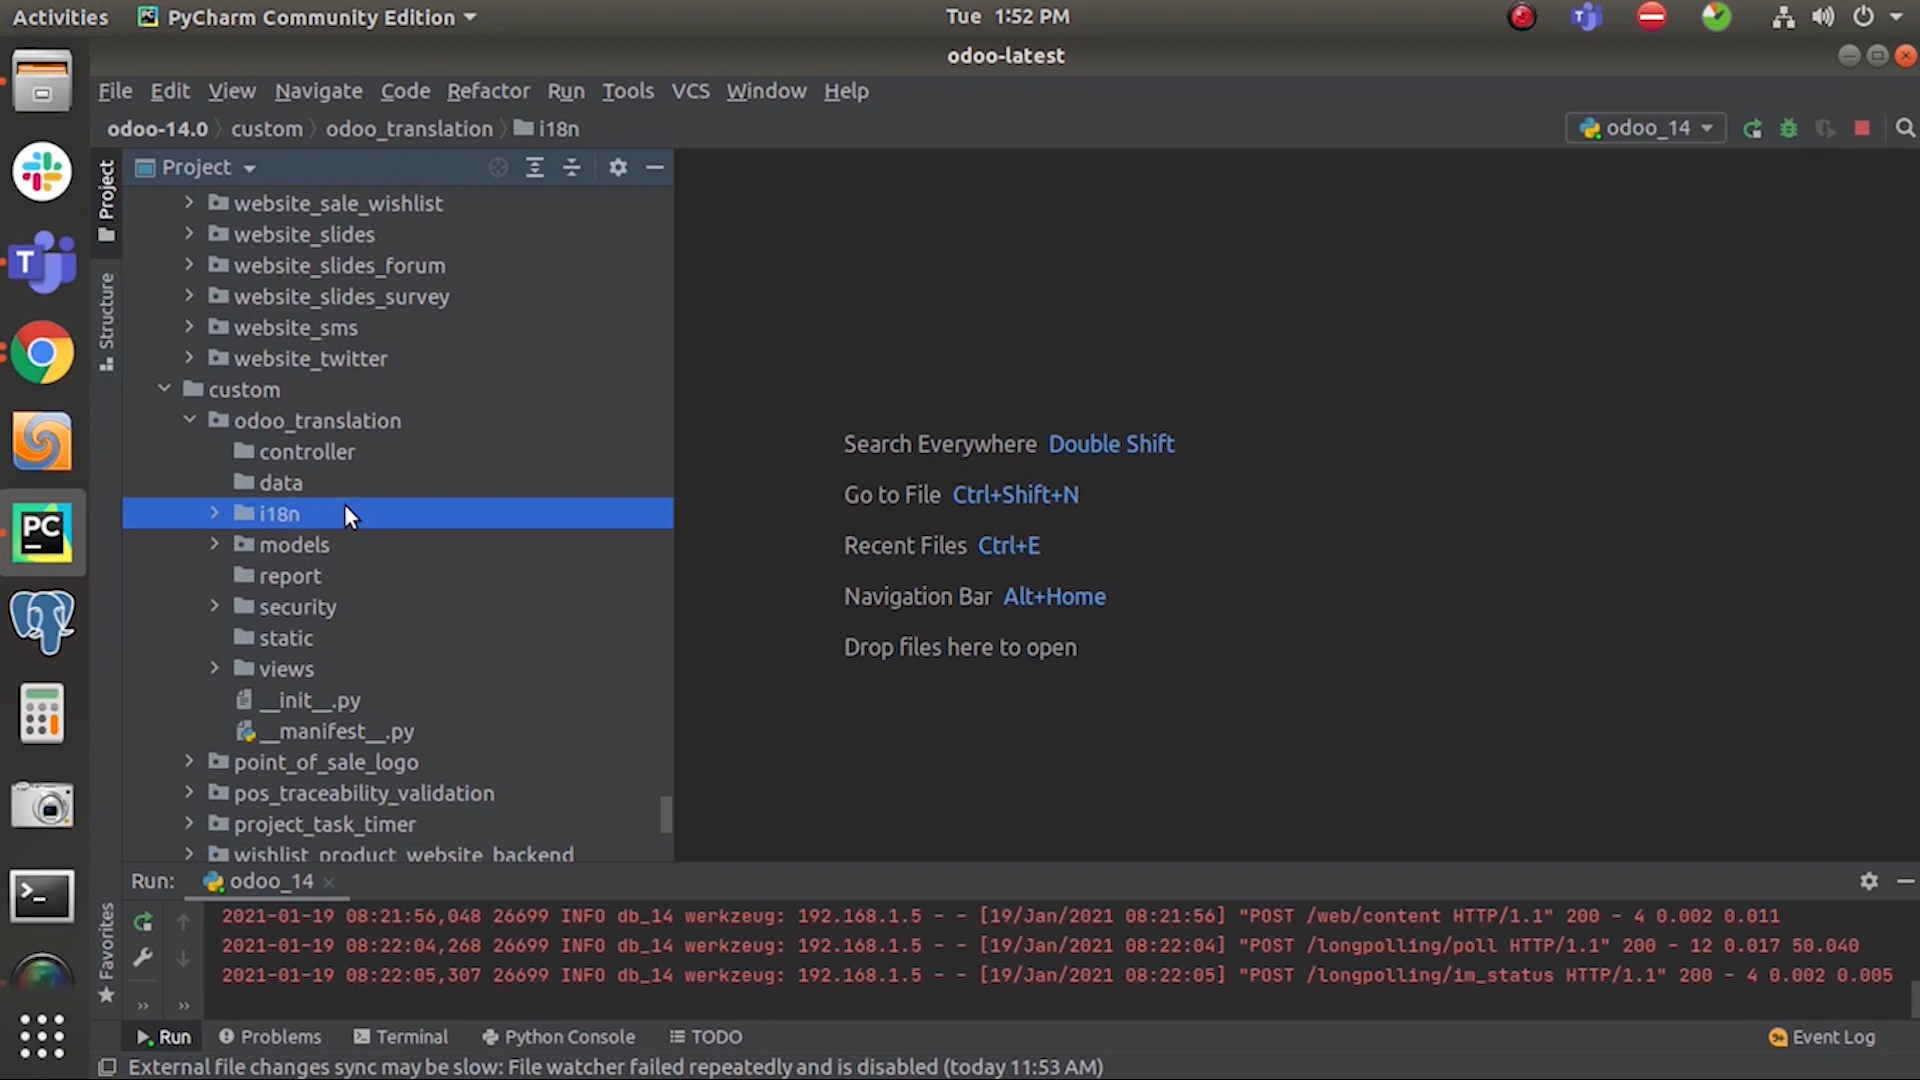 Activities PyCharm Community Edition Tue 1:52 PM
odoo-latest
File Edit View Navigate Code Refactor Run Tools VCS Window Help
odoo-14.0 custom odoo_translation i18n odoo_14
Project
Project
Structure
Favorites
website_sale_wishlist
website_slides
website_slides_forum
website_slides_survey
website_sms
website_twitter
custom
odoo_translation
controller
data
i18n
models
report
security
static
views
__init__.py
__manifest__.py
point_of_sale_logo
pos_traceability_validation
project_task_timer
wishlist_product_website_backend
Search Everywhere Double Shift
Go to File Ctrl+Shift+N
Recent Files Ctrl+E
Navigation Bar Alt+Home
Drop files here to open
Run: odoo_14
2021-01-19 08:21:56,048 26699 INFO db_14 werkzeug: 192.168.1.5 - - [19/Jan/2021 08:21:56] "POST /web/content HTTP/1.1" 200 - 4 0.002 0.011
2021-01-19 08:22:04,268 26699 INFO db_14 werkzeug: 192.168.1.5 - - [19/Jan/2021 08:22:04] "POST /longpolling/poll HTTP/1.1" 200 - 12 0.017 50.040
2021-01-19 08:22:05,307 26699 INFO db_14 werkzeug: 192.168.1.5 - - [19/Jan/2021 08:22:05] "POST /longpolling/im_status HTTP/1.1" 200 - 4 0.002 0.005
Run Problems Terminal Python Console TODO Event Log
External file changes sync may be slow: File watcher failed repeatedly and is disabled (today 11:53 AM)
T
PC